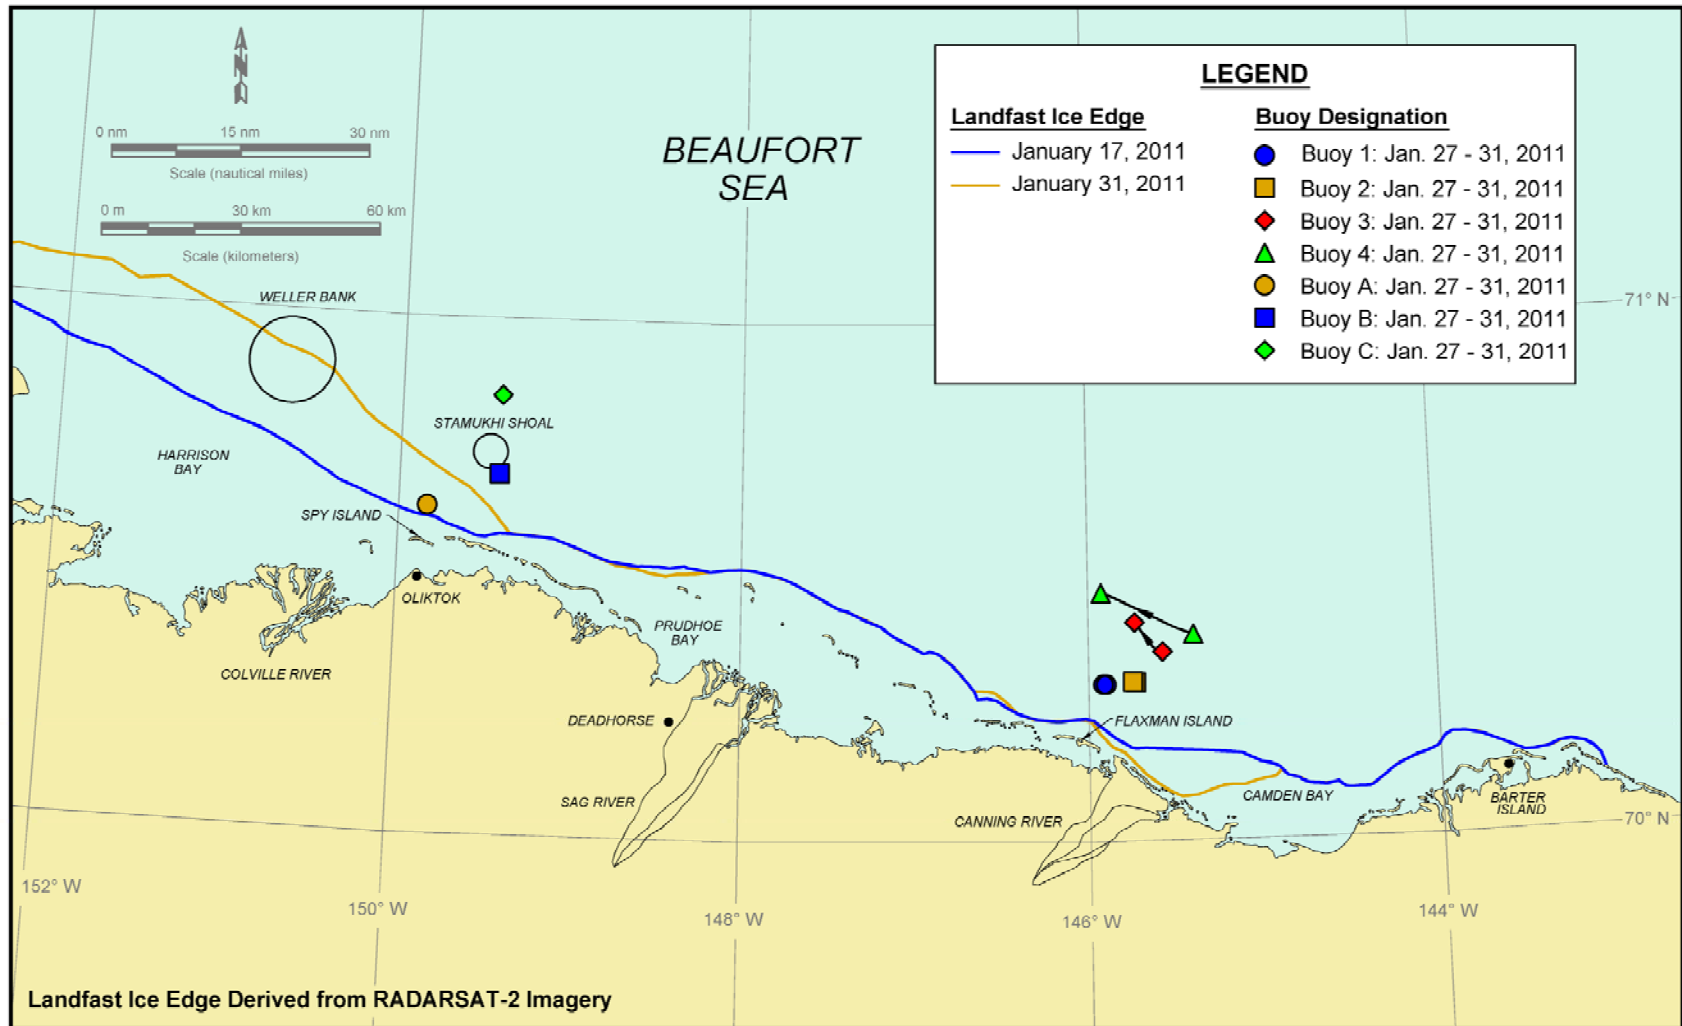 N
0 nm 15 nm 30 nm
Scale (nautical miles)
0 m 30 km 60 km
Scale (kilometers)
BEAUFORT
SEA
LEGEND
Landfast Ice Edge
January 17, 2011
January 31, 2011
Buoy Designation
Buoy 1: Jan. 27 - 31, 2011
Buoy 2: Jan. 27 - 31, 2011
Buoy 3: Jan. 27 - 31, 2011
Buoy 4: Jan. 27 - 31, 2011
Buoy A: Jan. 27 - 31, 2011
Buoy B: Jan. 27 - 31, 2011
Buoy C: Jan. 27 - 31, 2011
WELLER BANK
71° N
STAMUKHI SHOAL
HARRISON
BAY
SPY ISLAND
OLIKTOK
COLVILLE RIVER
PRUDHOE
BAY
DEADHORSE
FLAXMAN ISLAND
SAG RIVER
CANNING RIVER
CAMDEN BAY
BARTER
ISLAND
70° N
152° W
150° W
148° W
146° W
144° W
Landfast Ice Edge Derived from RADARSAT-2 Imagery